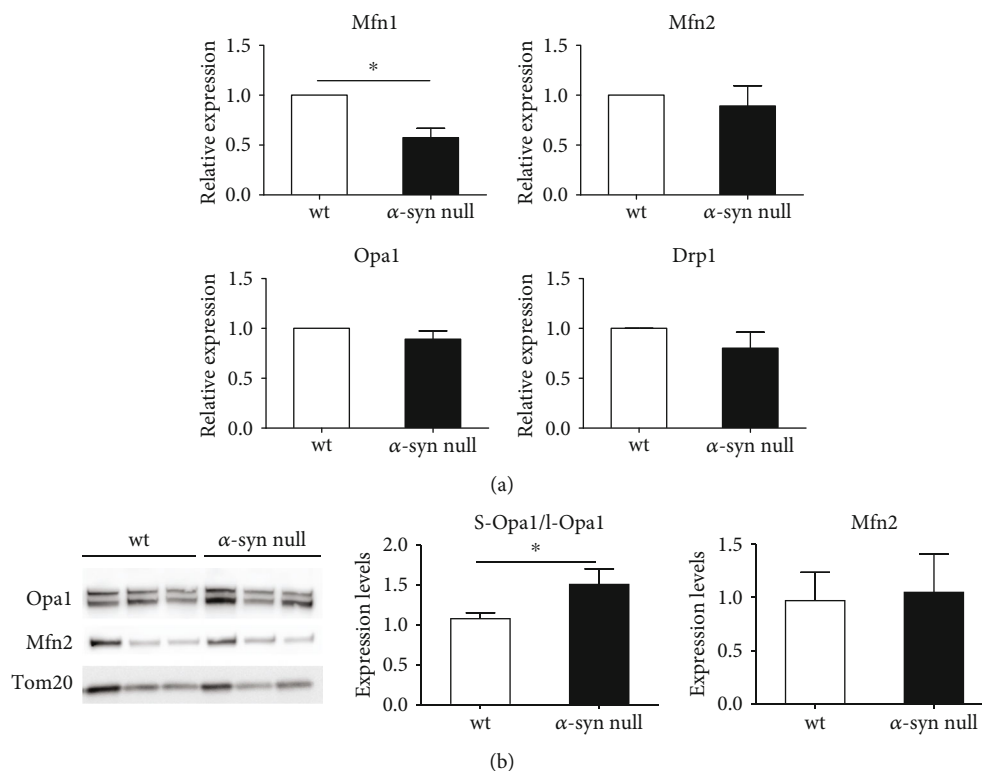 Mfn1
Relative expression
1.5
1.0
0.5
0.0
*
wt
α-syn null
Mfn2
Relative expression
1.5
1.0
0.5
0.0
wt
α-syn null
Opa1
Relative expression
1.5
1.0
0.5
0.0
wt
α-syn null
Drp1
Relative expression
1.5
1.0
0.5
0.0
wt
α-syn null
(a)
wt
α-syn null
Opa1
Mfn2
Tom20
S-Opa1/l-Opa1
Expression levels
2.0
1.5
1.0
0.5
0.0
*
wt
α-syn null
Mfn2
Expression levels
1.5
1.0
0.5
0.0
wt
α-syn null
(b)